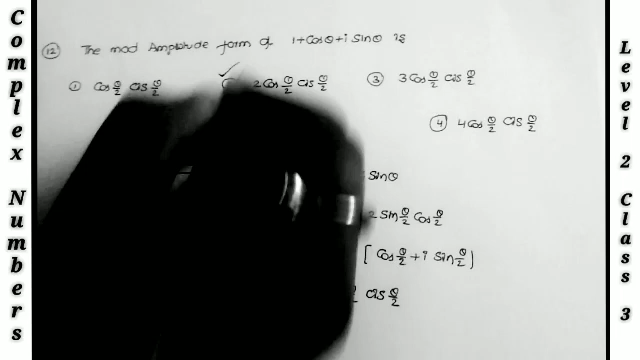 Complex Numbers
(12) The mod Amplitude form of 1+Cosθ+i Sinθ is
(1) Cos θ/2 Cis θ/2 2Cos θ/2 Cis θ/2 (3) 3Cos θ/2 Cis θ/2
(4) 4Cos θ/2 Cis θ/2
Sinθ
2 Sin θ/2 Cos θ/2
[Cos θ/2 + i Sin θ/2)
Cis θ/2
Level 2 Class 3